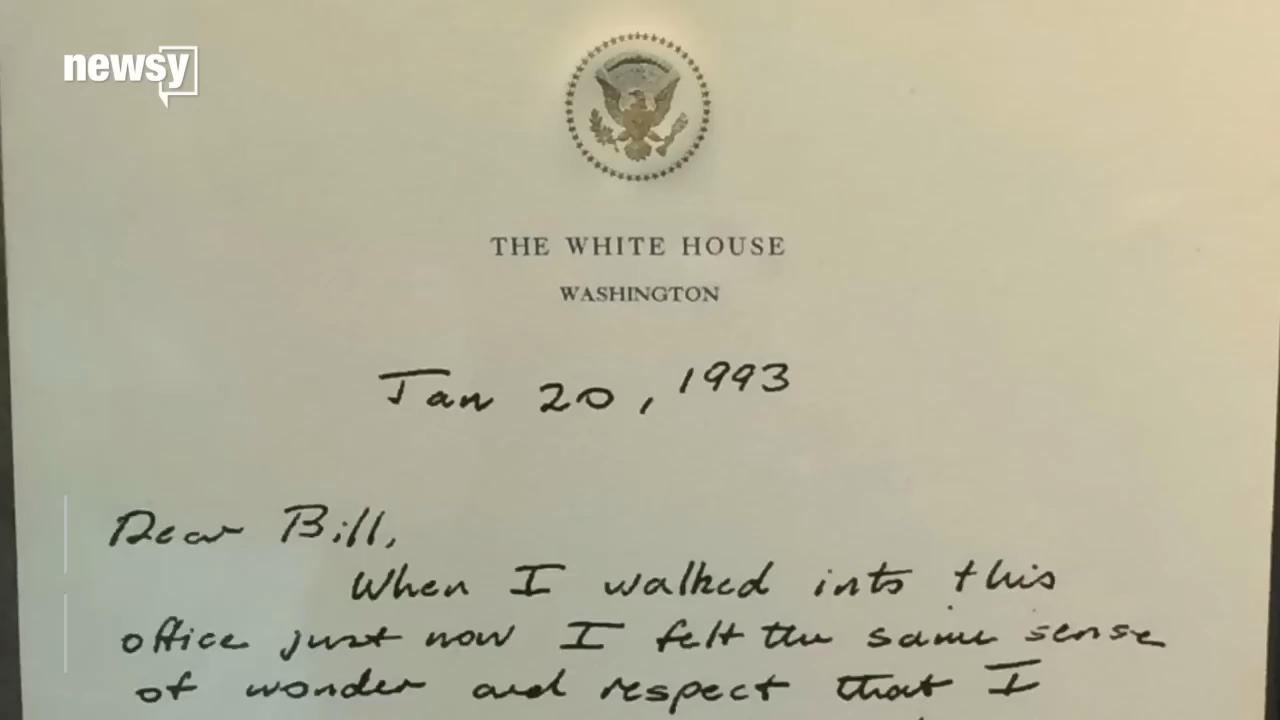 newsy
THE WHITE HOUSE
WASHINGTON
Jan 20, 1993
Dear Bill,
When I walked into this
office just now I felt the same sense
of wonder and respect that I